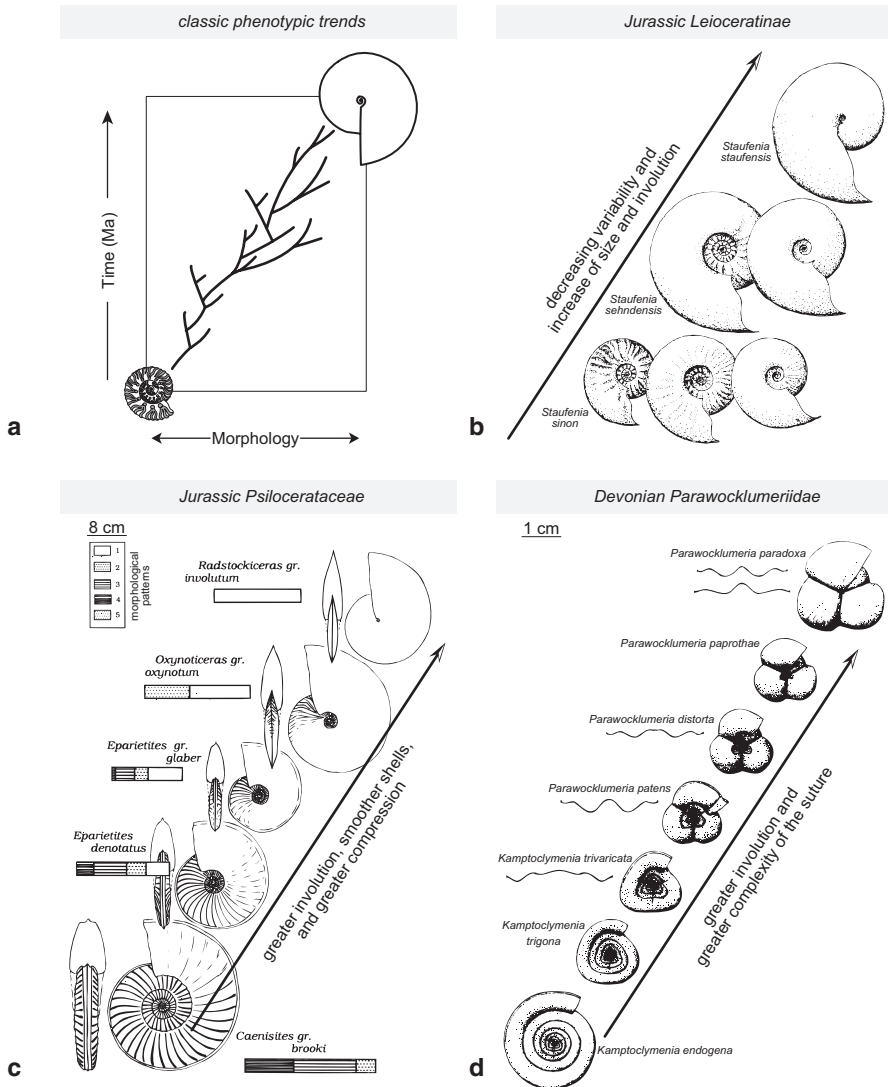 classic phenotypic trends
Time (Ma)
Morphology
a
Jurassic Leioceratinae
decreasing variability and
increase of size and involution
Staufenia
staufensis
Staufenia
sehndensis
Staufenia
sinon
b
Jurassic Psilocerataceae
8 cm
1
2
3
4
5
morphological
patterns
Radstockiceras gr.
involutum
Oxynoticeras gr.
oxynotum
Eparietites gr.
glaber
Eparietites
denotatus
Caenisites gr.
brooki
greater involution, smoother shells,
and greater compression
c
Devonian Parawocklumeriidae
1 cm
Parawocklumeria paradoxa
Parawocklumeria paprothae
Parawocklumeria distorta
Parawocklumeria patens
Kamptoclymenia trivaricata
Kamptoclymenia
trigona
Kamptoclymenia endogena
greater involution and
greater complexity of the suture
d